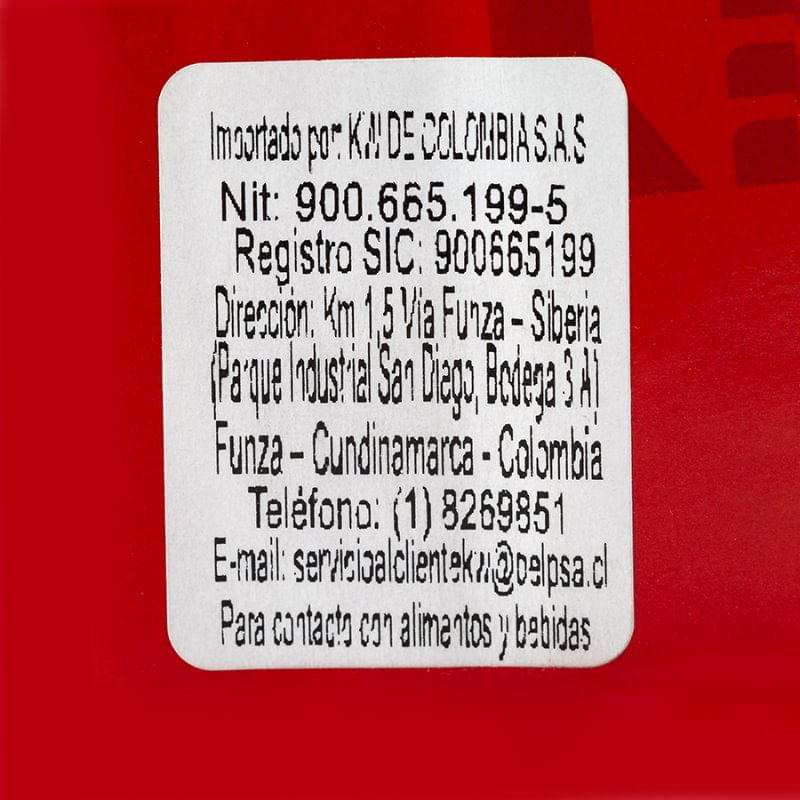 Importado por: KW DE COLOMBIA S.A.S
Nit: 900.665.199-5
Registro SIC: 900665199
Dirección: Km 1,5 Via Funza – Siberia
(Parque Industrial San Diego, Bodega 3 A)
Funza – Cundinamarca - Colombia
Teléfono: (1) 8269851
E-mail: servicioalclientekw@belpsa.cl
Para contacto con alimentos y bebidas